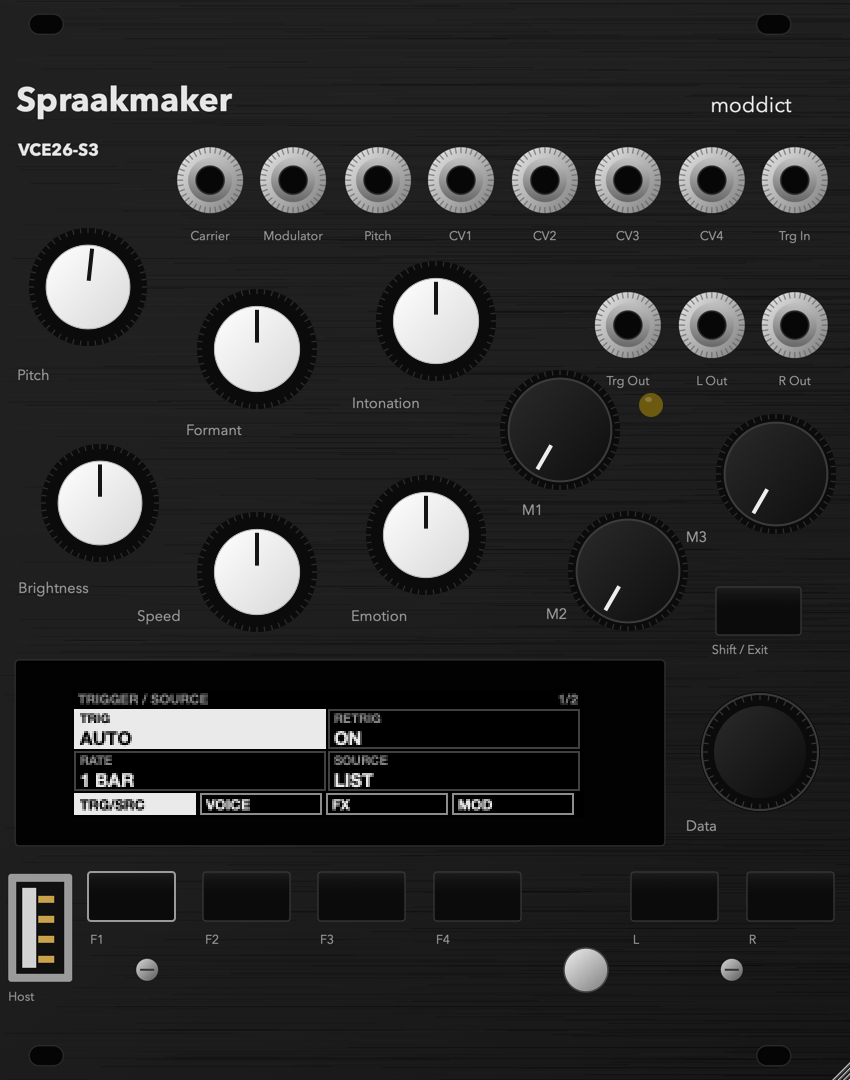 Spraakmaker
moddict
VCE26-S3
Carrier Modulator Pitch CV1 CV2 CV3 CV4 Trg In
Trg Out L Out R Out
Pitch
Intonation
Formant
M1
M3
Brightness
Speed
Emotion
M2
Shift / Exit
TRIGGER / SOURCE 1/2
TRIG RETRIG
AUTO ON
RATE SOURCE
1 BAR LIST
TRG/SRC VOICE FX MOD
Data
F1 F2 F3 F4 L R
Host